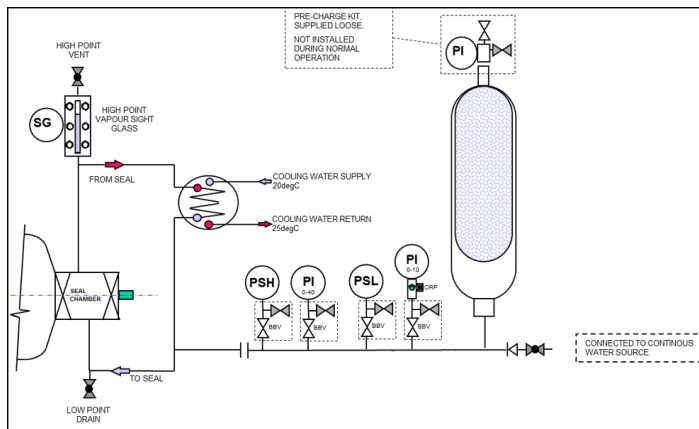 PRE-CHARGE KIT,
SUPPLIED LOOSE.
NOT INSTALLED
DURING NORMAL
OPERATION
PI
HIGH POINT
VENT
SG
HIGH POINT
VAPOUR SIGHT
GLASS
FROM SEAL
COOLING WATER SUPPLY
20degC
COOLING WATER RETURN
25degC
SEAL
CHAMBER
PSH
PI
0-40
PSL
PI
0-10
ORP
BBV
BBV
BBV
BBV
CONNECTED TO CONTINOUS
WATER SOURCE
TO SEAL
LOW POINT
DRAIN